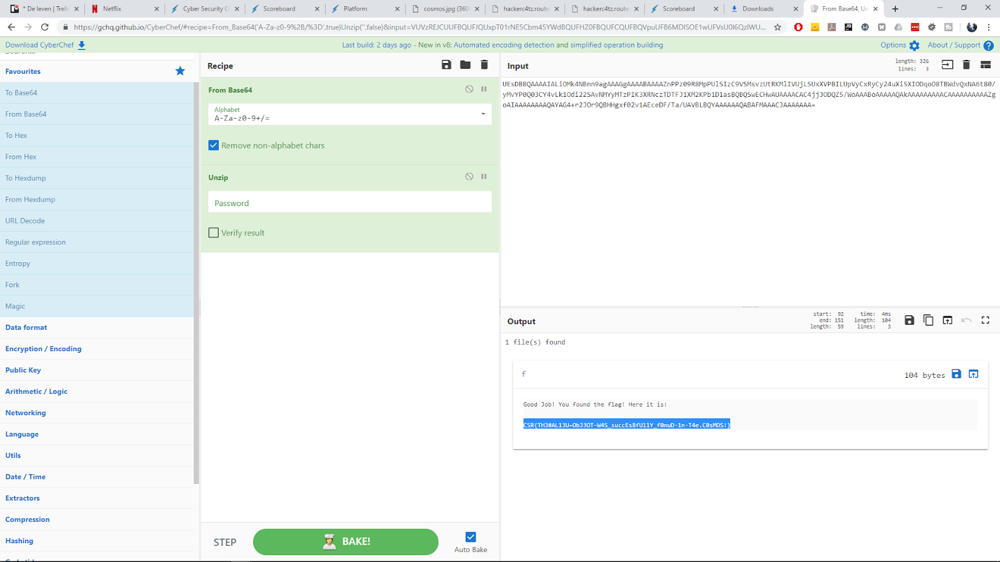 * De leven | Trello
Netflix
Cyber Security C
Scoreboard
Platform
cosmos.jpg (360
hackerc4tz.route
hackerc4tz.route
Scoreboard
Downloads
From Base64, Un
https://gchq.github.io/CyberChef/#recipe=From_Base64('A-Za-z0-9%2B/%3D',true)Unzip('',false)&input=VUVzREJCUUFBQUFJQUxpT01rNE5Cbm45YWdBQUFHZ0FBQUFCQUFBQVpuUFB6MDlSOE1wUFVsU0l6QzlWU...
Download CyberChef
Last build: 2 days ago - New in v8: Automated encoding detection and simplified operation building
Options
About / Support
Favourites
To Base64
From Base64
To Hex
From Hex
To Hexdump
From Hexdump
URL Decode
Regular expression
Entropy
Fork
Magic
Data format
Encryption / Encoding
Public Key
Arithmetic / Logic
Networking
Language
Utils
Date / Time
Extractors
Compression
Hashing
Recipe
From Base64
Alphabet
A-Za-z0-9+/=
Remove non-alphabet chars
Unzip
Password
Verify result
STEP
BAKE!
Auto Bake
Input
length: 326
lines: 3
UEsDBBQAAAAIALiOMk4NBnn9agAAAGgAAAABAAAAZnPPz09R8MpPUlSIzC9VSMsvzUtRKMlIVUjLSUxXVPBILUpVyCxRyCy24uXi5XIODqoO8TBWdvQxNA6t80/
yMvYP0Q03CY4vLk1Odi22SAvNMyYMTzPIK3XRNczTDTFJ1XM2KPb1D1asBQBQSwECHwAUAAAACAC4jjJODQZ5/WoAAABoAAAAAQAkAAAAAAAAACAAAAAAAAAAZg
oAIAAAAAAAAQAYAG4+r2JOr9QBHHgxf02v1AEceDF/Ta/UAVBLBQYAAAAAAQABAFMAAACJAAAAAAA=
Output
start: 92
end: 151
length: 59
time: 4ms
length: 104
lines: 3
1 file(s) found
f
104 bytes
Good Job! You found the flag! Here it is:
CSR{TH3#AL13U~ObJ3OT-W4S_succEs8fUl1Y_f0nuD-1n-T4e.C0sMOS!}